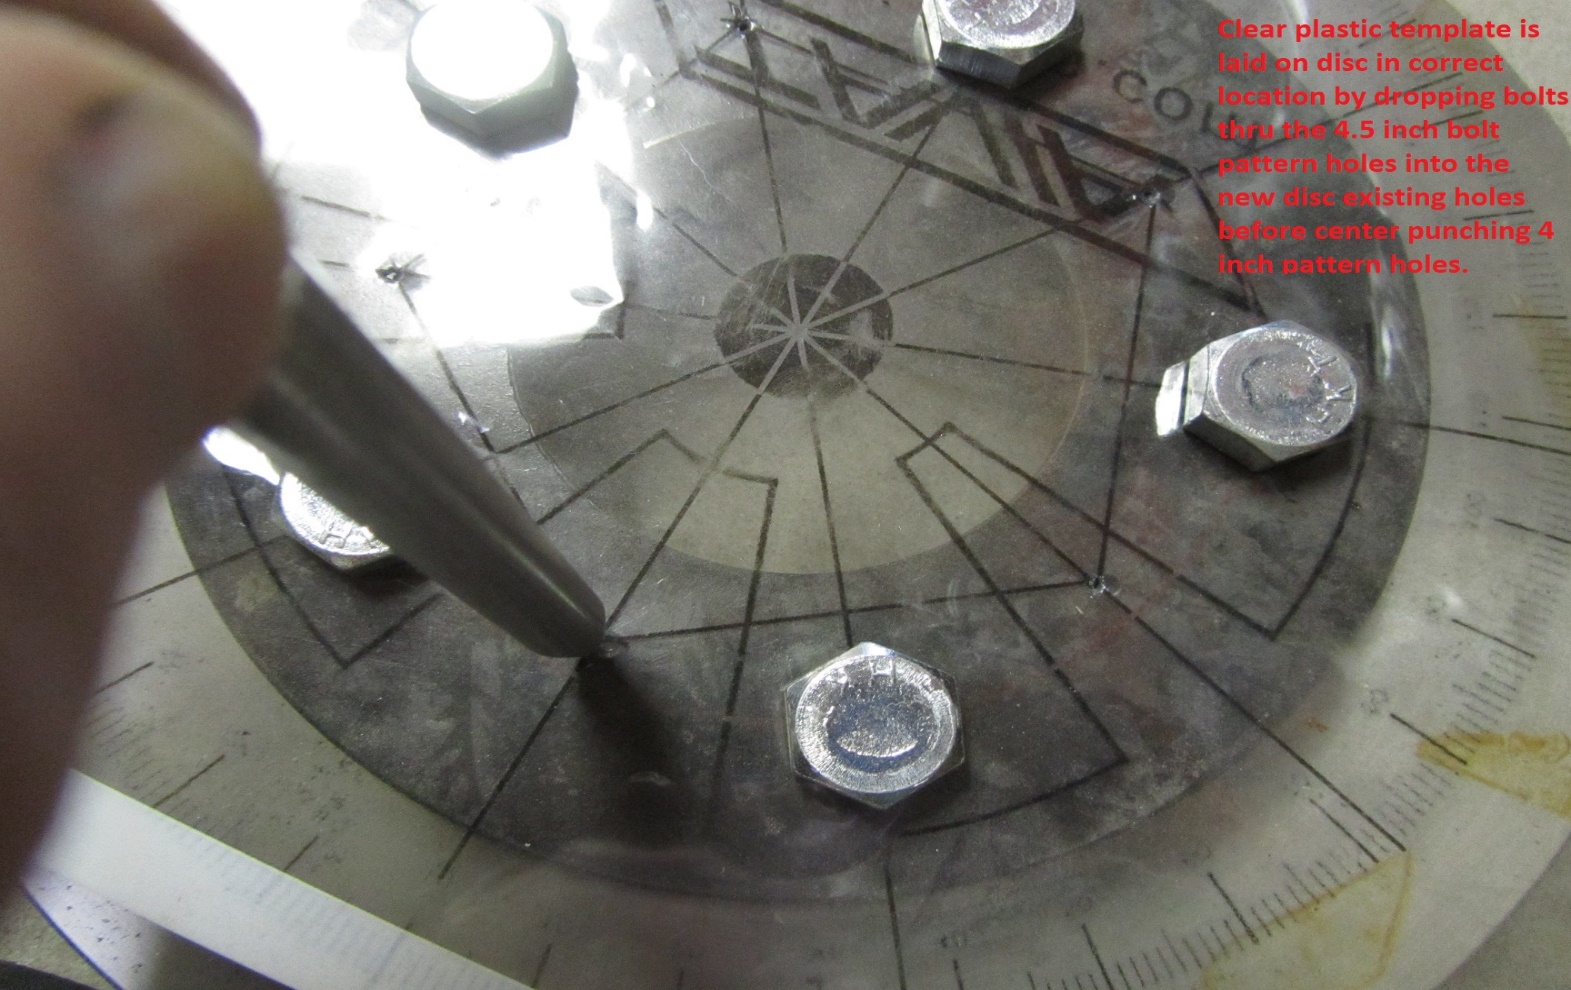 Clear plastic template is
laid on disc in correct
location by dropping bolts
thru the 4.5 inch bolt
pattern holes into the
new disc existing holes
before center punching 4
inch pattern holes.
COL